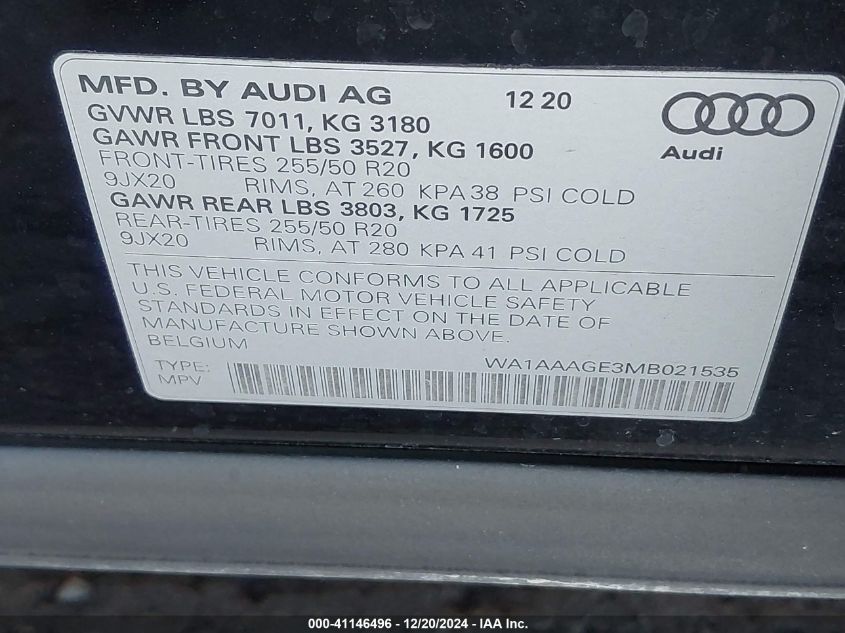 MFD. BY AUDI AG 12 20
GVWR LBS 7011, KG 3180
GAWR FRONT LBS 3527, KG 1600
FRONT-TIRES 255/50 R20
9JX20 RIMS, AT 260 KPA 38 PSI COLD
GAWR REAR LBS 3803, KG 1725
REAR-TIRES 255/50 R20
9JX20 RIMS, AT 280 KPA 41 PSI COLD
Audi
THIS VEHICLE CONFORMS TO ALL APPLICABLE
U.S. FEDERAL MOTOR VEHICLE SAFETY
STANDARDS IN EFFECT ON THE DATE OF
MANUFACTURE SHOWN ABOVE.
BELGIUM
WA1AAAGE3MB021535
TYPE:
MPV
000-41146496 - 12/20/2024 - IAA Inc.